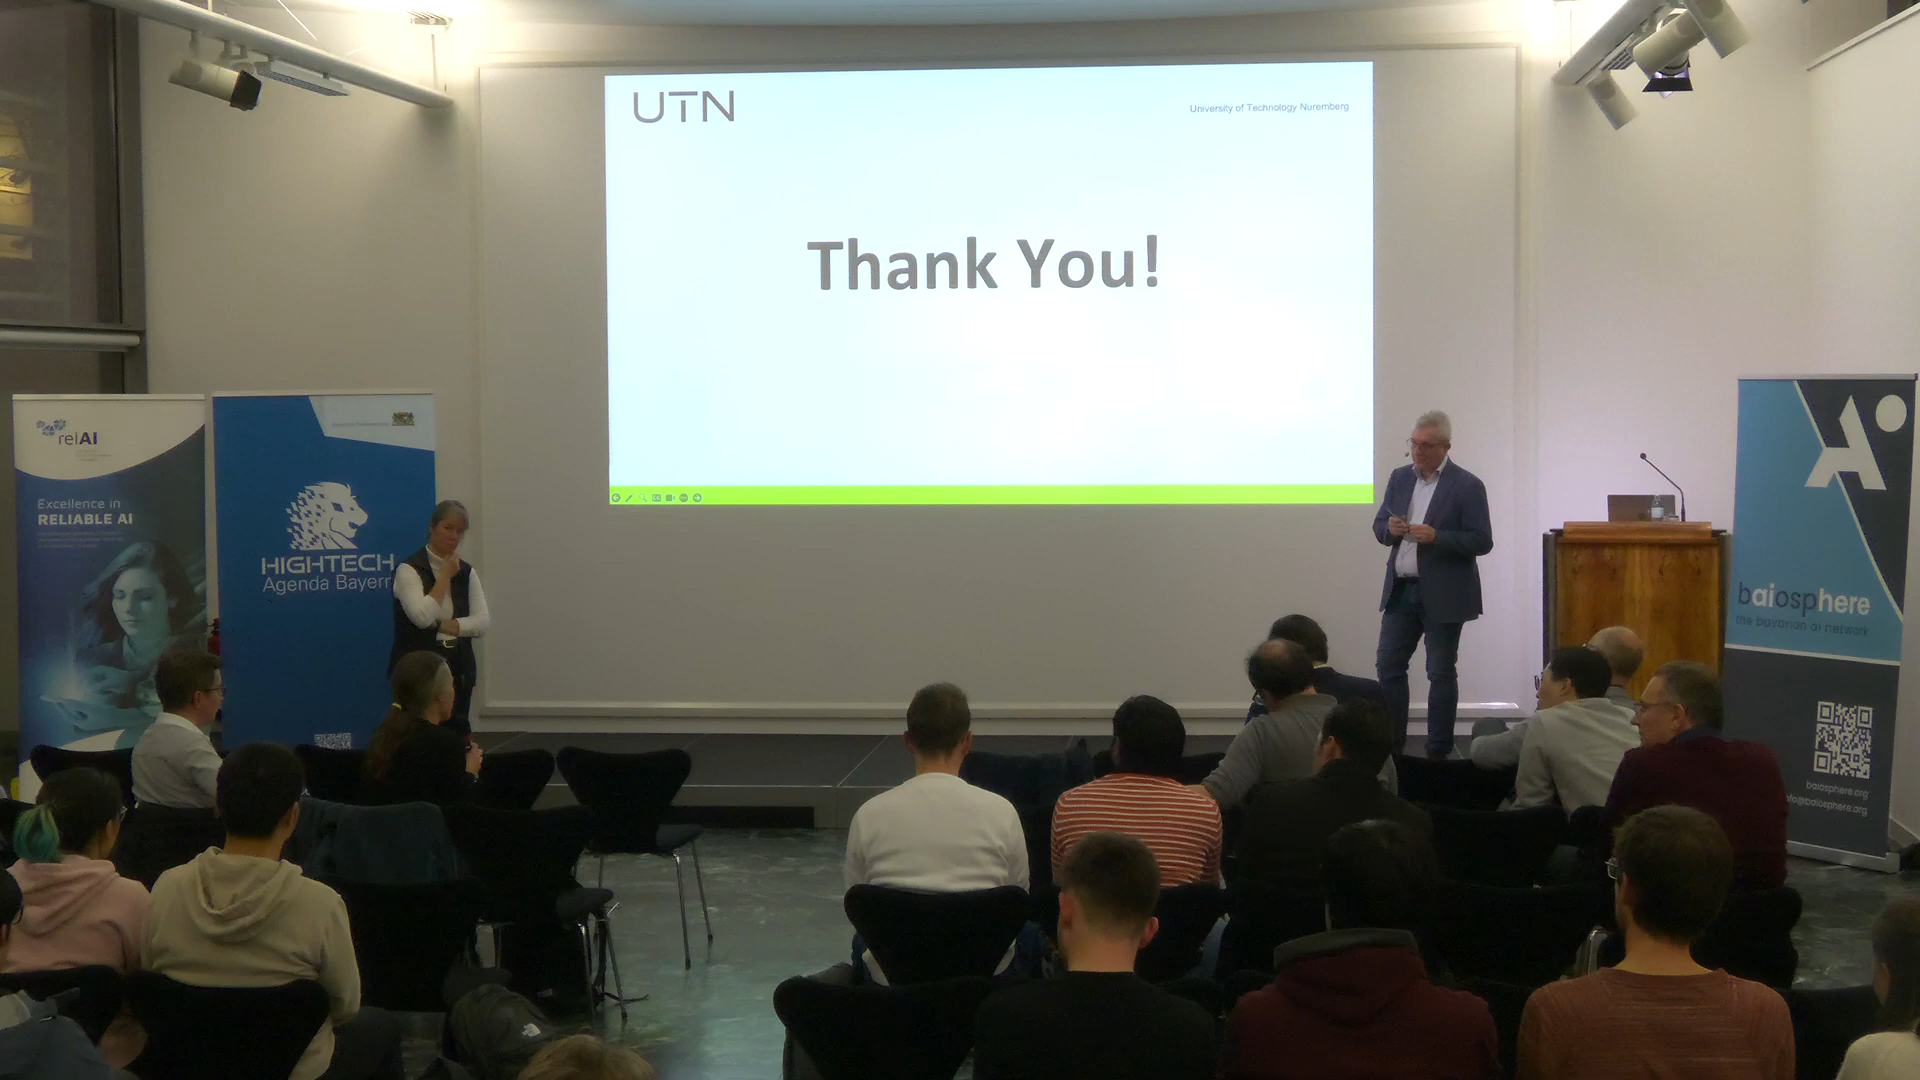 UTN
University of Technology Nuremberg
Thank You!
relAI
Excellence in
RELIABLE AI
HIGHTECH
Agenda Bayern
baiosphere
the bavarian ai network
baiosphere.org
info@baiosphere.org